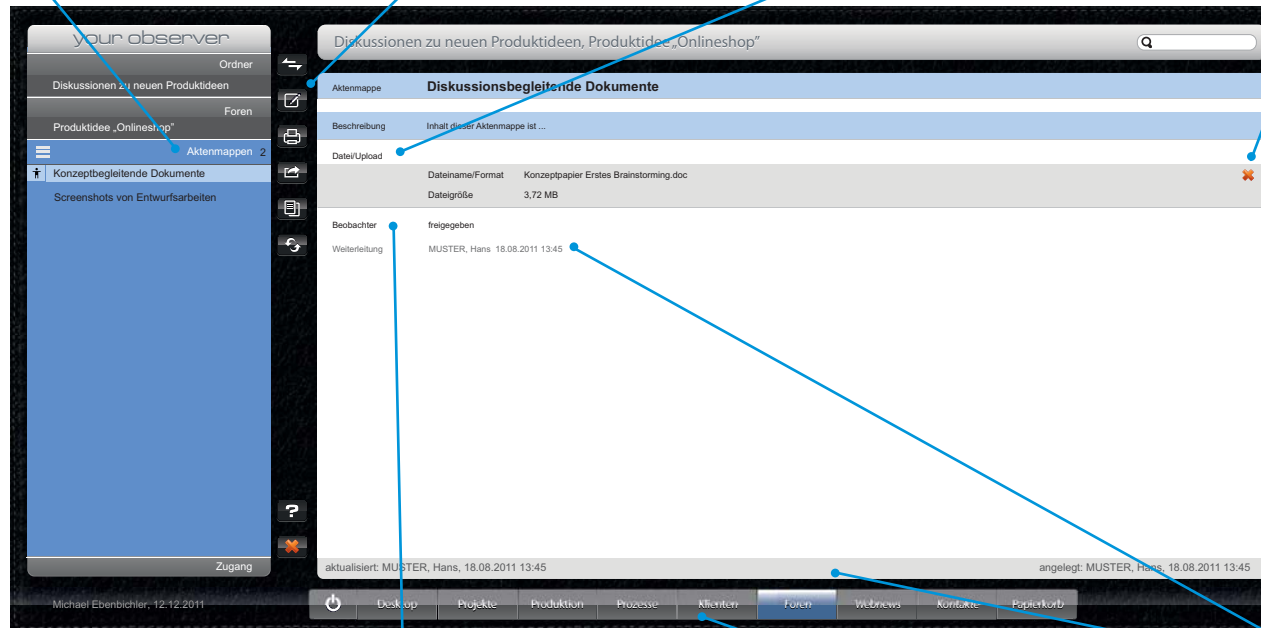 your observer
Ordner
Diskussionen zu neuen Produktideen
Foren
Produktidee „Onlineshop"
Aktenmappen 2
Konzeptbegleitende Dokumente
Screenshots von Entwurfsarbeiten
Zugang
Michael Ebenbichler, 12.12.2011
?
Diskussionen zu neuen Produktideen, Produktidee „Onlineshop”
Aktenmappe Diskussionsbegleitende Dokumente
Beschreibung Inhalt dieser Aktenmappe ist ...
Datei/Upload
Dateiname/Format Konzeptpapier Erstes Brainstorming.doc
Dateigröße 3,72 MB
Beobachter freigegeben
Weiterleitung MUSTER, Hans 18.08.2011 13:45
aktualisiert: MUSTER, Hans, 18.08.2011 13:45 angelegt: MUSTER, Hans, 18.08.2011 13:45
Desktop Projekte Produktion Prozesse Klienten Foren Webnews Kontakte Papierkorb